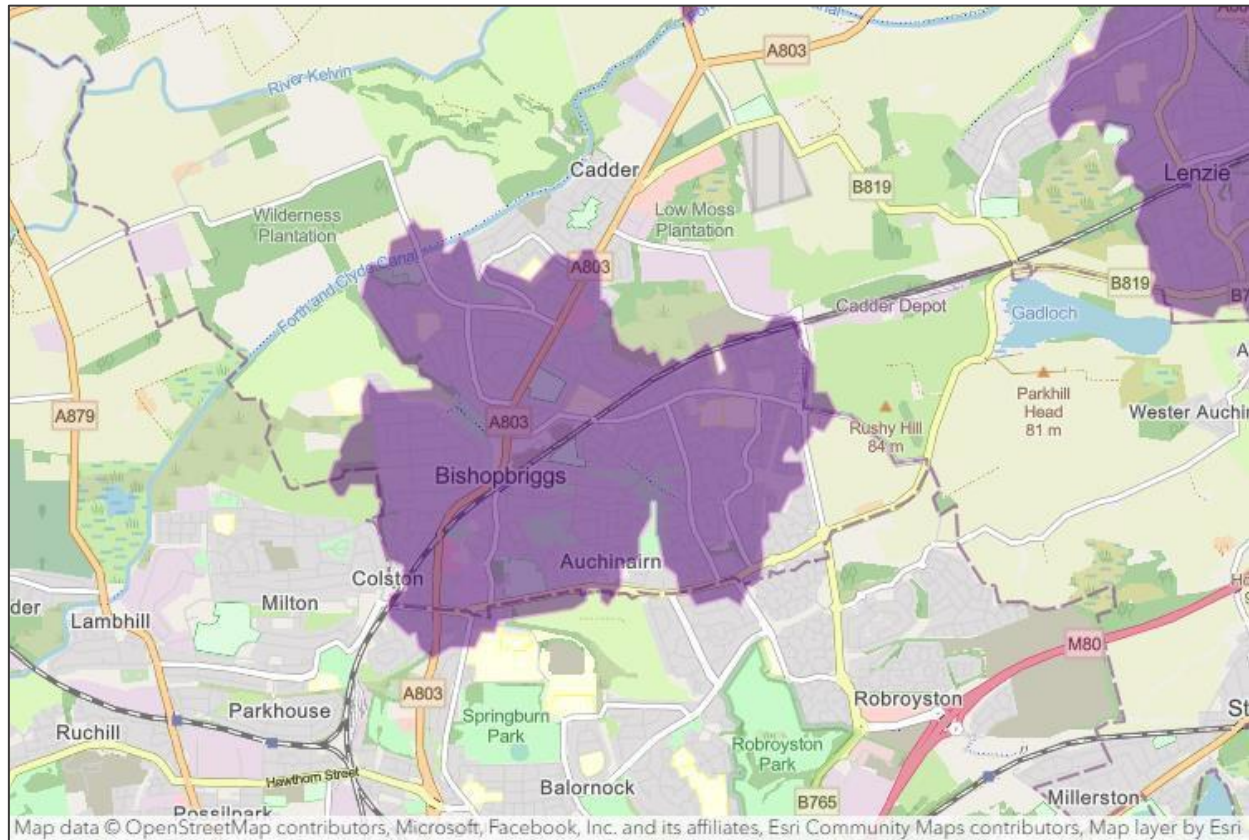 A803
River Kelvin
Cadder
Lenzie
B819
Wilderness
Plantation
Low Moss
Plantation
A803
Forth and Clyde Canal
Cadder Depot
B819
Gadloch
A879
A803
Rushy Hill
84 m
Parkhill
Head
81 m
Wester Auchin
Bishopbriggs
Auchinairn
Colston
Milton
der
Lambhill
M80
A803
Robroyston
Parkhouse
Ruchill
Springburn
Park
Robroyston
Park
St
Hawthorn Street
Balornock
Possilpark
B765
Millerston
Map data © OpenStreetMap contributors, Microsoft, Facebook, Inc. and its affiliates, Esri Community Maps contributors, Map layer by Esri